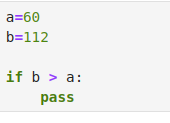 a=60
b=112

if b > a:
    pass